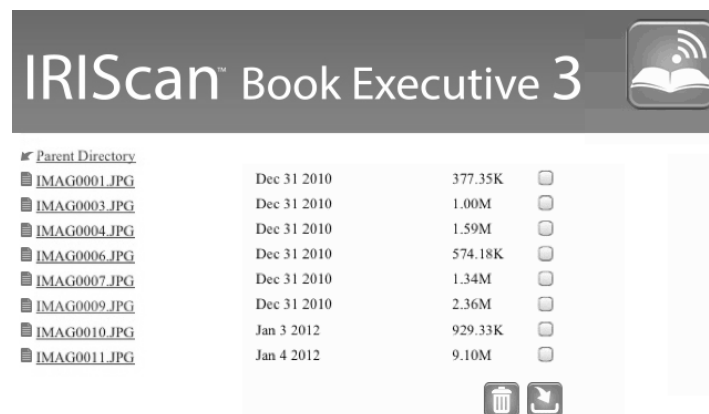 IRIScan™ Book Executive 3
Parent Directory
IMAG0001.JPG Dec 31 2010 377.35K
IMAG0003.JPG Dec 31 2010 1.00M
IMAG0004.JPG Dec 31 2010 1.59M
IMAG0006.JPG Dec 31 2010 574.18K
IMAG0007.JPG Dec 31 2010 1.34M
IMAG0009.JPG Dec 31 2010 2.36M
IMAG0010.JPG Jan 3 2012 929.33K
IMAG0011.JPG Jan 4 2012 9.10M